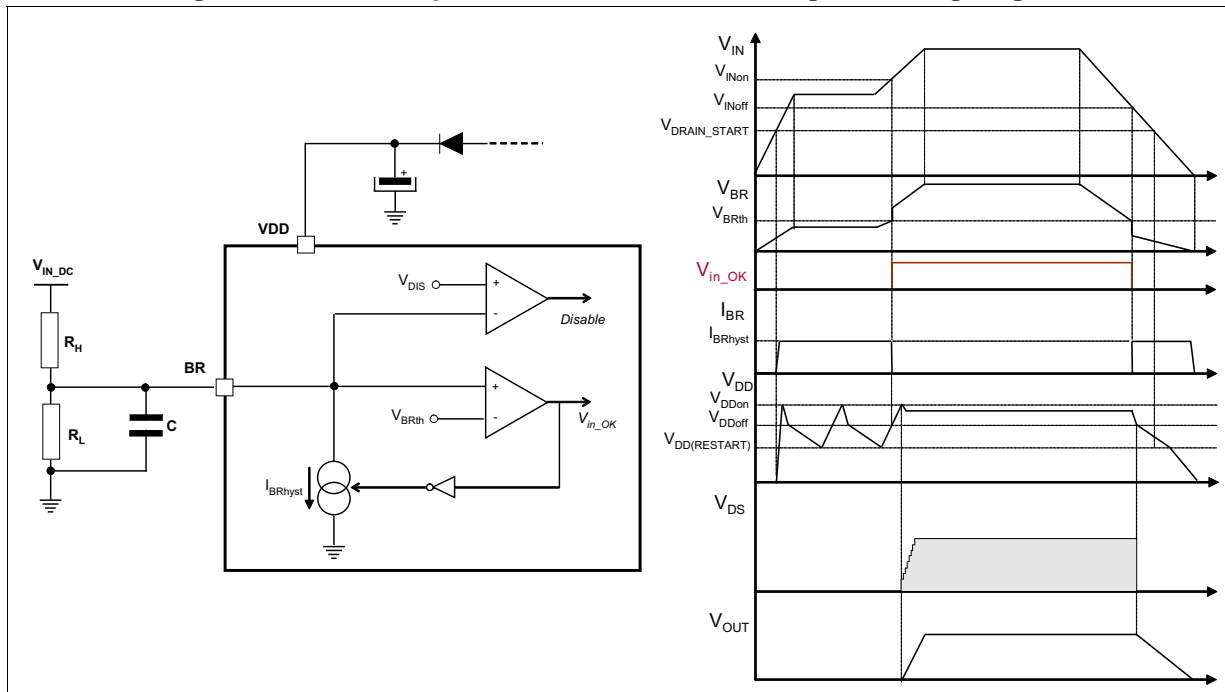 VDD
V_IN_DC
R_H
BR
R_L
C
V_DIS
+
-
Disable
+
-
V_BRth
V_in_OK
I_BRhyst
+
V_IN
V_INon
V_INoff
V_DRAIN_START
V_BR
V_BRth
V_in_OK
I_BR
I_BRhyst
V_DD
V_DDon
V_DDoff
V_DD(RESTART)
V_DS
V_OUT